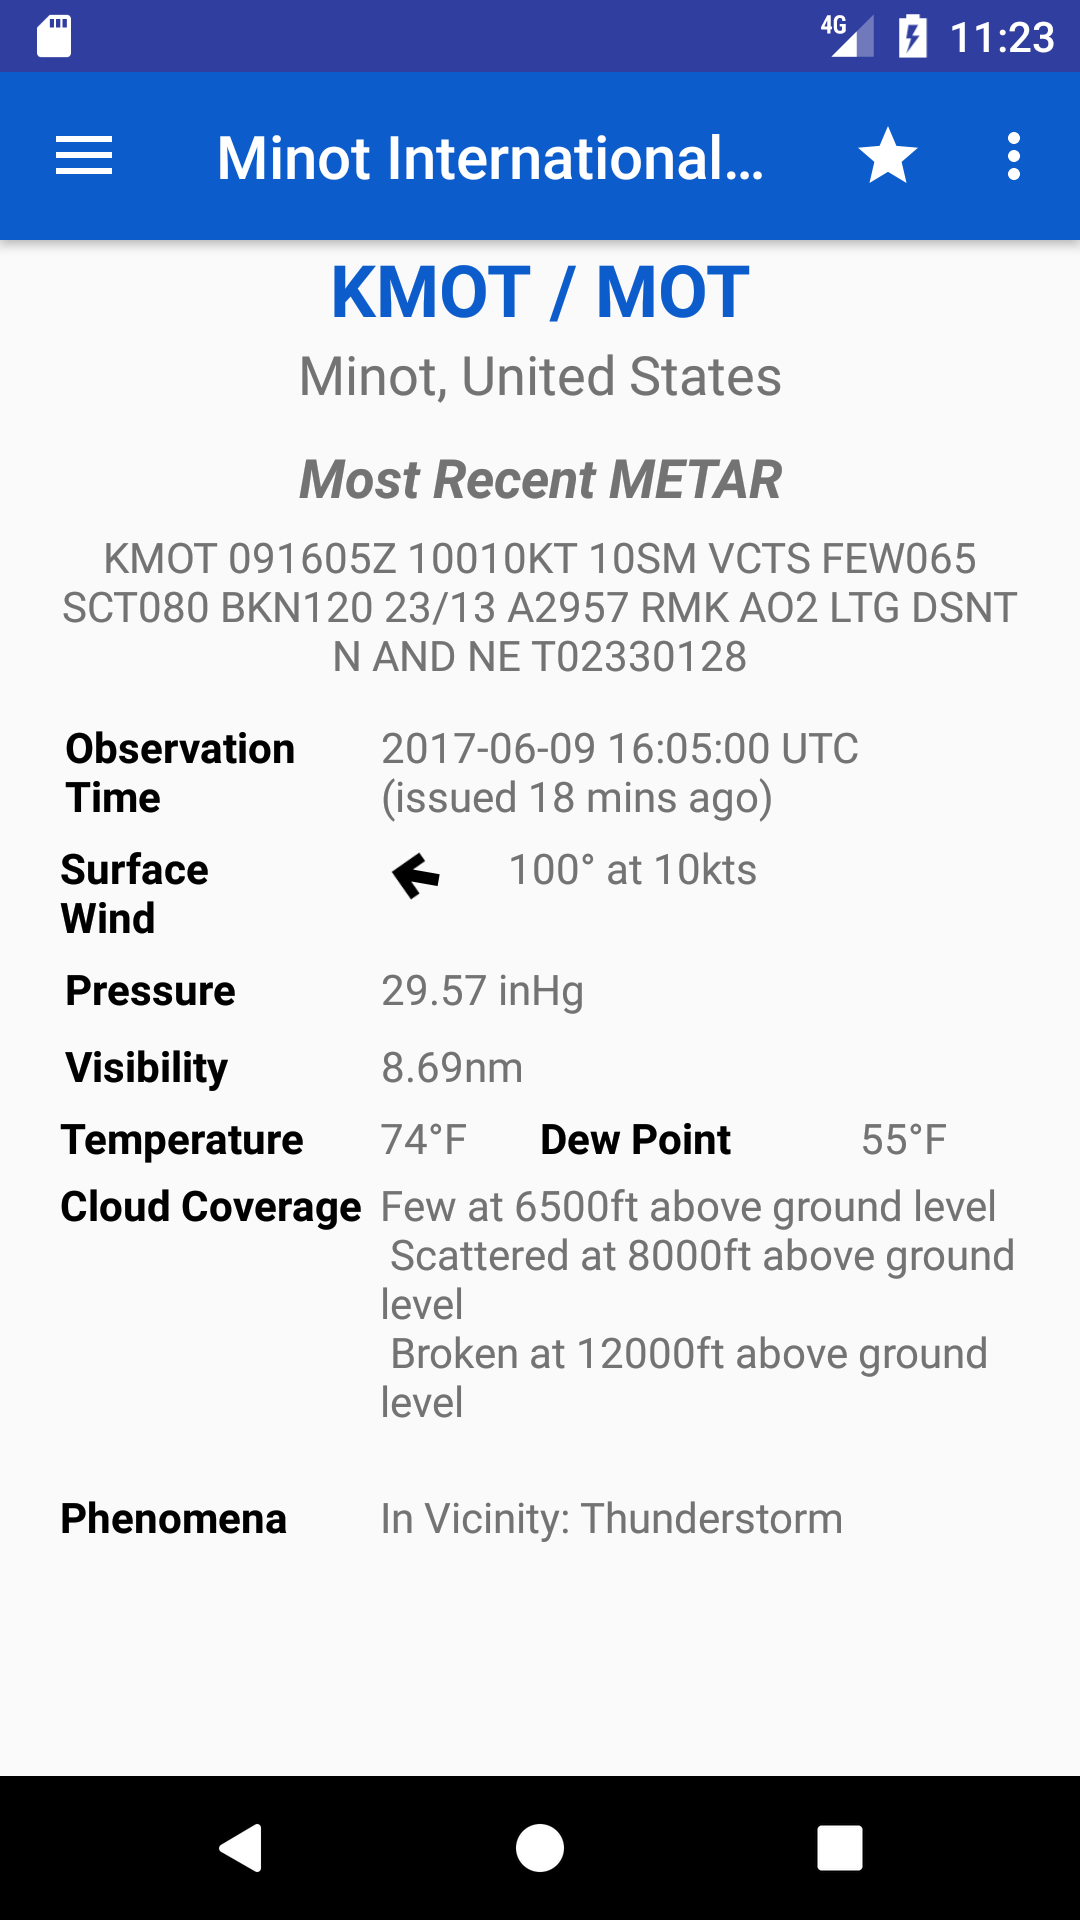 4G 11:23
Minot International...
KMOT / MOT
Minot, United States
Most Recent METAR
KMOT 091605Z 10010KT 10SM VCTS FEW065
SCT080 BKN120 23/13 A2957 RMK AO2 LTG DSNT
N AND NE T02330128
Observation 2017-06-09 16:05:00 UTC
Time (issued 18 mins ago)
Surface 100° at 10kts
Wind
Pressure 29.57 inHg
Visibility 8.69nm
Temperature 74°F Dew Point 55°F
Cloud Coverage Few at 6500ft above ground level
Scattered at 8000ft above ground
level
Broken at 12000ft above ground
level
Phenomena In Vicinity: Thunderstorm